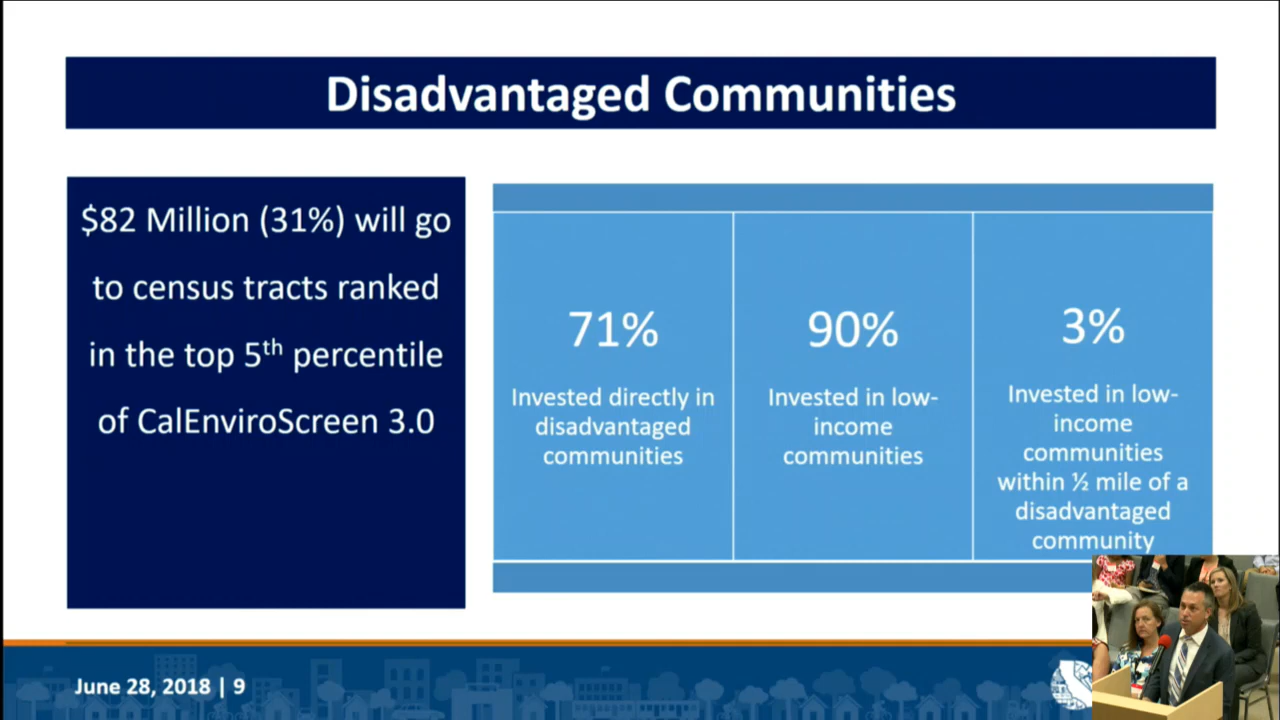 Disadvantaged Communities
$82 Million (31%) will go
to census tracts ranked
in the top 5th percentile
of CalEnviroScreen 3.0
71%
Invested directly in
disadvantaged
communities
90%
Invested in low-
income
communities
3%
Invested in low-
income
communities
within ½ mile of a
disadvantaged
community
June 28, 2018 | 9